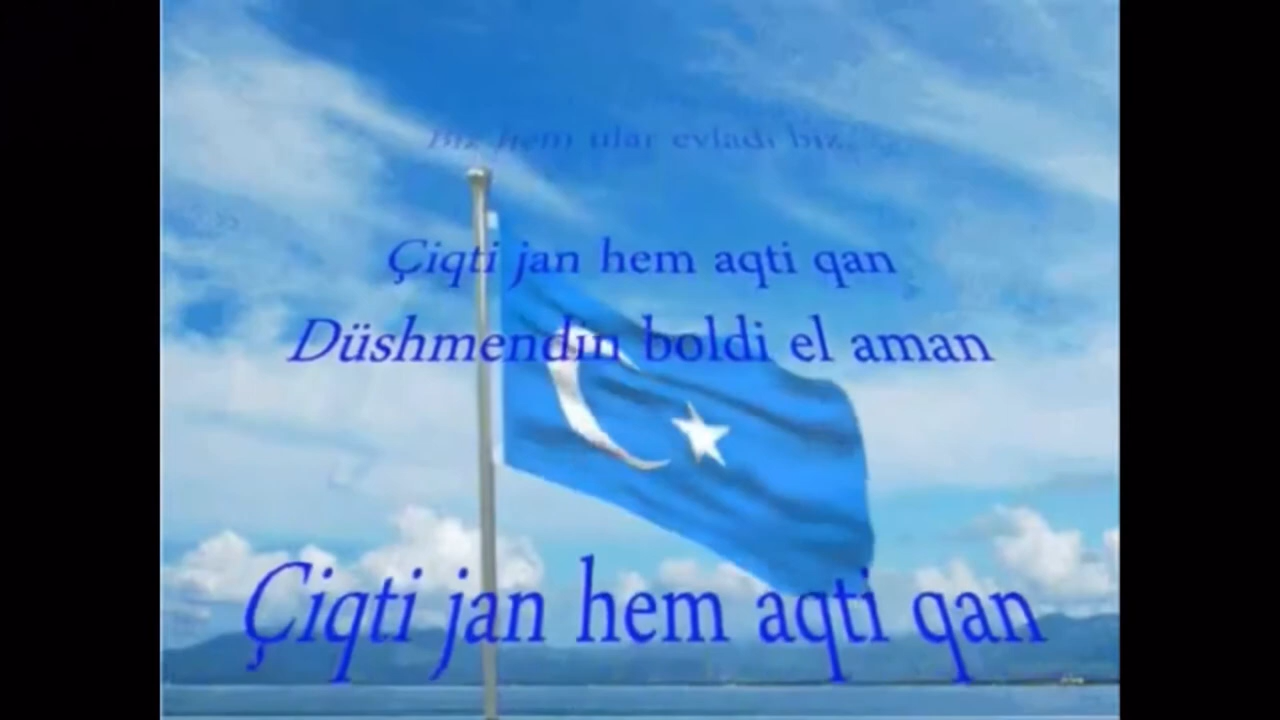 Biz hem ular evladi biz.
Çiqti jan hem aqti qan
Düshmendin boldi el aman
Çiqti jan hem aqti qan